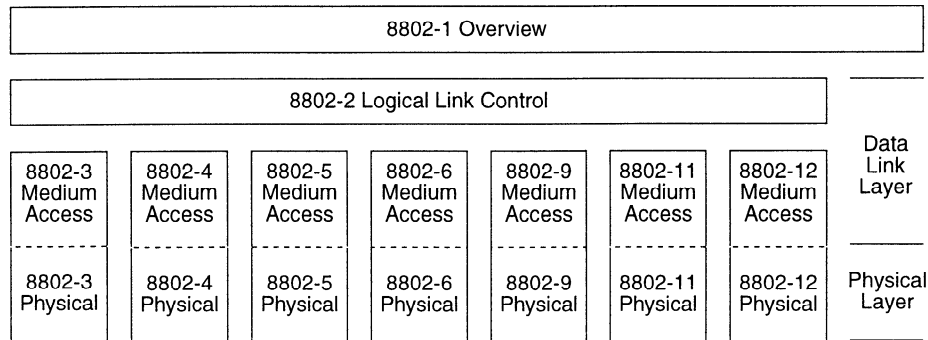 8802-1 Overview
8802-2 Logical Link Control
Data
Link
Layer
8802-3
Medium
Access
8802-4
Medium
Access
8802-5
Medium
Access
8802-6
Medium
Access
8802-9
Medium
Access
8802-11
Medium
Access
8802-12
Medium
Access
8802-3
Physical
8802-4
Physical
8802-5
Physical
8802-6
Physical
8802-9
Physical
8802-11
Physical
8802-12
Physical
Physical
Layer